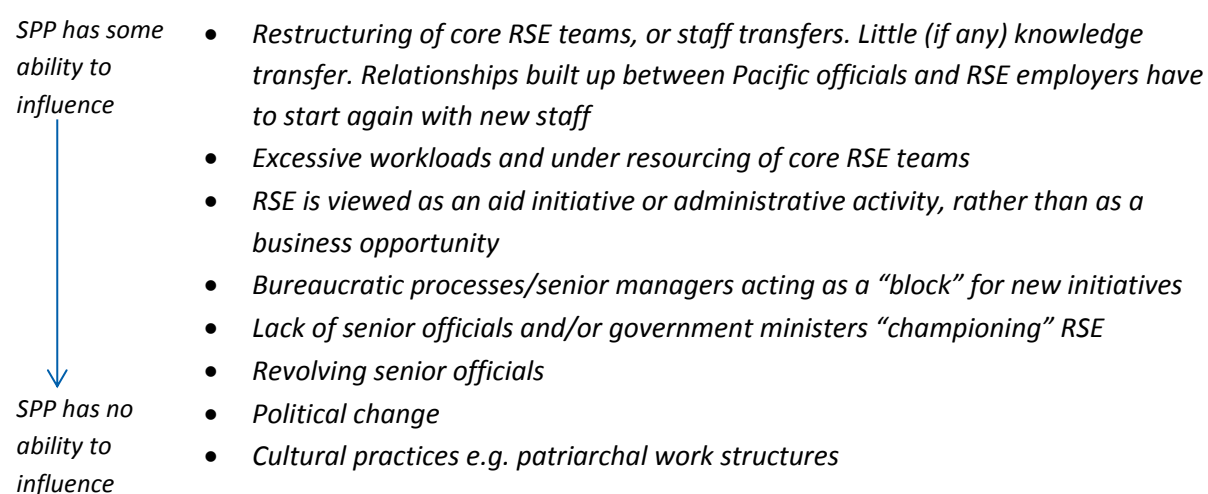 SPP has some
ability to
influence
• Restructuring of core RSE teams, or staff transfers. Little (if any) knowledge
transfer. Relationships built up between Pacific officials and RSE employers have
to start again with new staff
• Excessive workloads and under resourcing of core RSE teams
• RSE is viewed as an aid initiative or administrative activity, rather than as a
business opportunity
• Bureaucratic processes/senior managers acting as a “block” for new initiatives
• Lack of senior officials and/or government ministers “championing” RSE
• Revolving senior officials
• Political change
• Cultural practices e.g. patriarchal work structures
SPP has no
ability to
influence